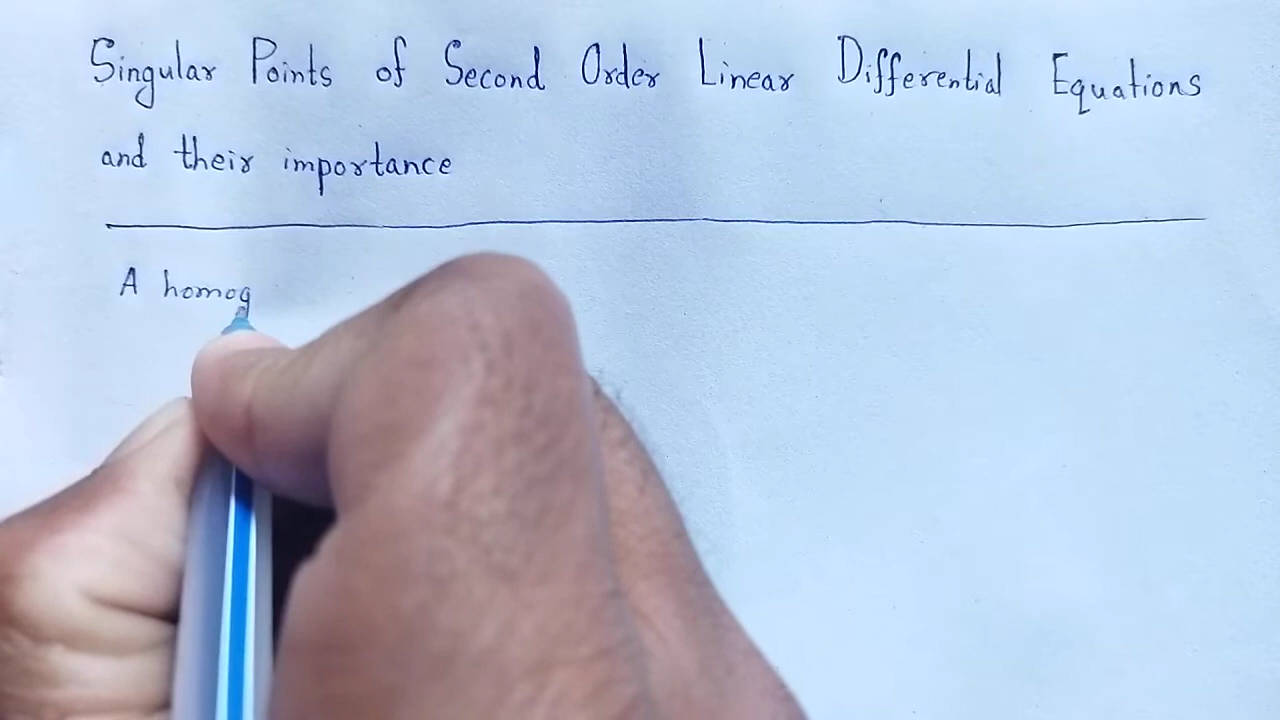 Singular Points of Second Order Linear Differential Equations
and their importance
A homog